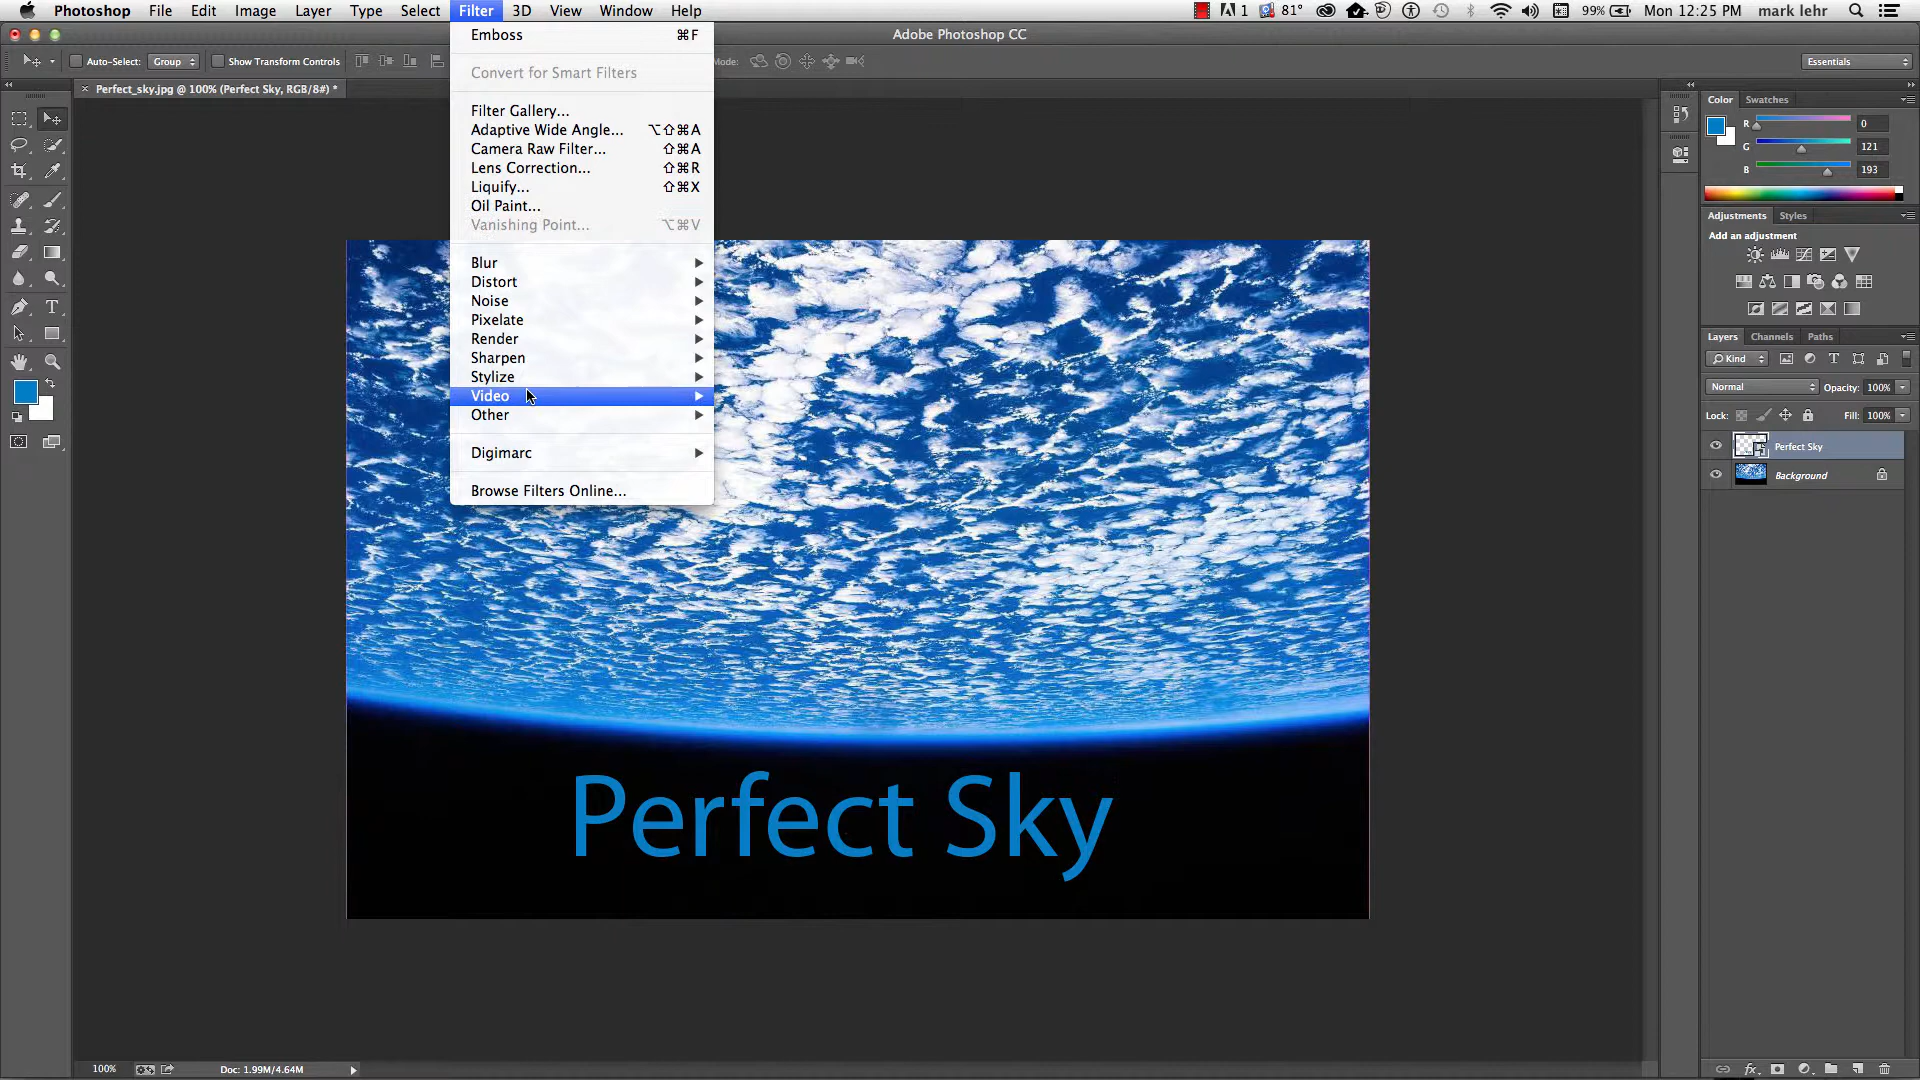 Photoshop File Edit Image Layer Type Select Filter 3D View Window Help 1 81° 99% Mon 12:25 PM mark lehr
Adobe Photoshop CC
Auto-Select: Group Show Transform Controls Mode: Essentials
Perfect_sky.jpg @ 100% (Perfect Sky, RGB/8#) *
Emboss ⌘F
Convert for Smart Filters
Filter Gallery...
Adaptive Wide Angle... ⌥⇧⌘A
Camera Raw Filter... ⇧⌘A
Lens Correction... ⇧⌘R
Liquify... ⇧⌘X
Oil Paint...
Vanishing Point... ⌥⌘V
Blur
Distort
Noise
Pixelate
Render
Sharpen
Stylize
Video
Other
Digimarc
Browse Filters Online...
Color Swatches
R 0
G 121
B 193
Adjustments Styles
Add an adjustment
Layers Channels Paths
Kind
Normal Opacity: 100%
Lock: Fill: 100%
Perfect Sky
Background
Perfect Sky
100% Doc: 1.99M/4.64M
fx